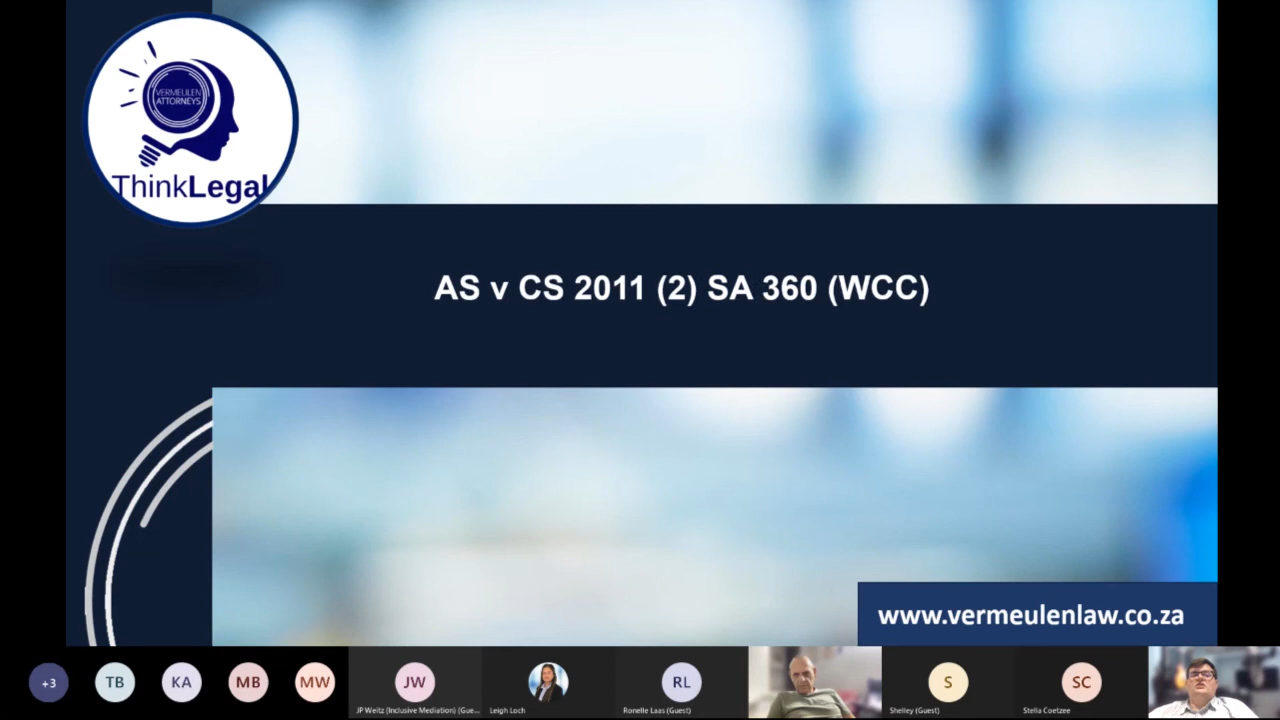 VERMEULEN
ATTORNEYS
ThinkLegal
AS v CS 2011 (2) SA 360 (WCC)
www.vermeulenlaw.co.za
+3
TB
KA
MB
MW
JW
RL
S
SC
JP Weitz (Inclusive Mediation) (Gue...
Leigh Loch
Ronelle Laas (Guest)
Shelley (Guest)
Stella Coetzee